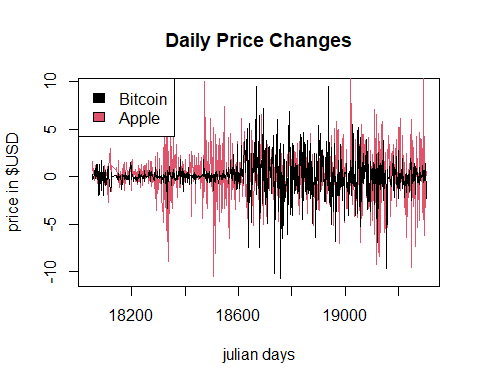 Daily Price Changes
Bitcoin
Apple
price in $USD
10
5
0
-5
-10
18200
18600
19000
julian days